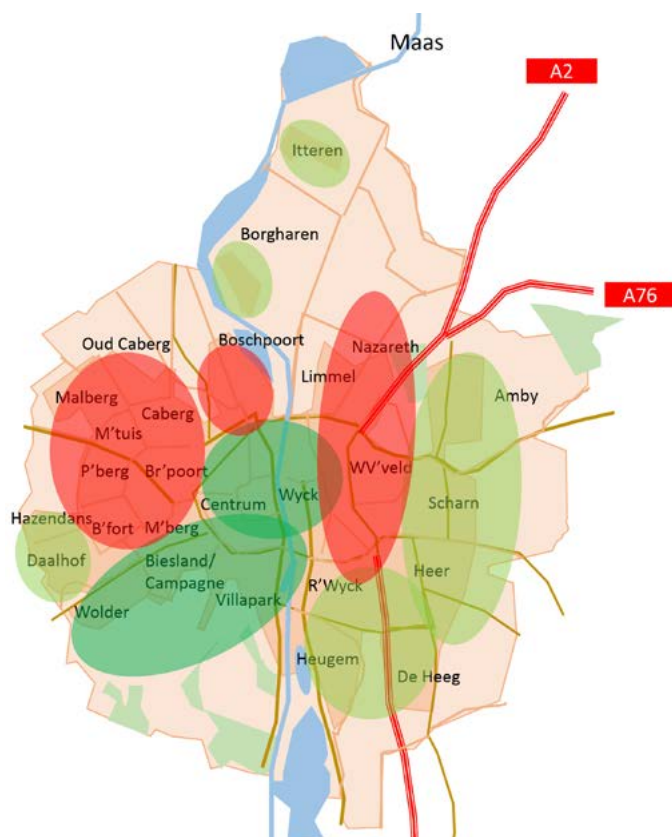 Maas
A2
Itteren
Borgharen
A76
Oud Caberg
Boschpoort
Nazareth
Limmel
Malberg
Caberg
Amby
M'tuis
P'berg
Br'poort
WV'veld
Centrum
Wyck
Scharn
Hazendans
B'fort
M'berg
Daalhof
Biesland/
Campagne
Heer
R'Wyck
Villapark
Wolder
Heugem
De Heeg